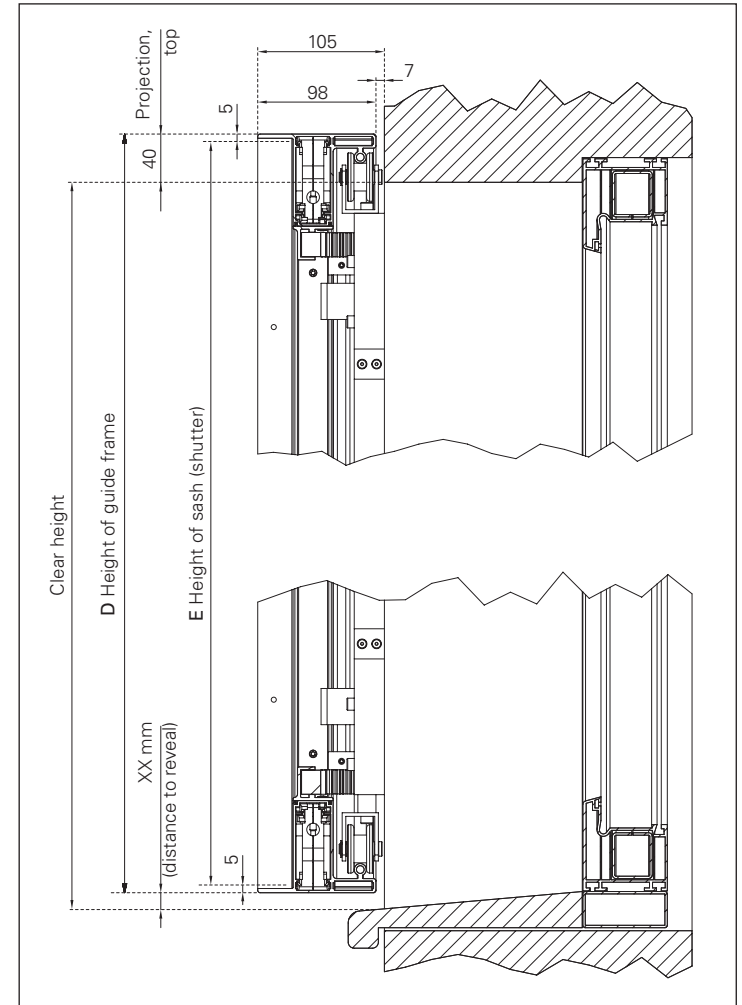 105
98
7
Projection,
top
5
40
Clear height
D Height of guide frame
E Height of sash (shutter)
XX mm
(distance to reveal)
5